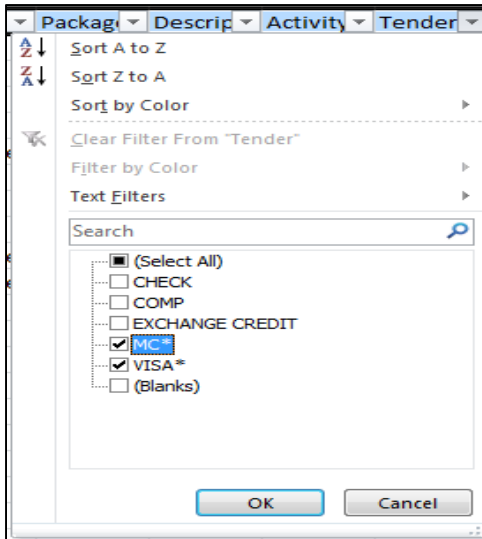 Package Descrip Activity Tender
Sort A to Z
Sort Z to A
Sort by Color
Clear Filter From "Tender"
Filter by Color
Text Filters
Search
(Select All)
CHECK
COMP
EXCHANGE CREDIT
MC*
VISA*
(Blanks)
OK Cancel